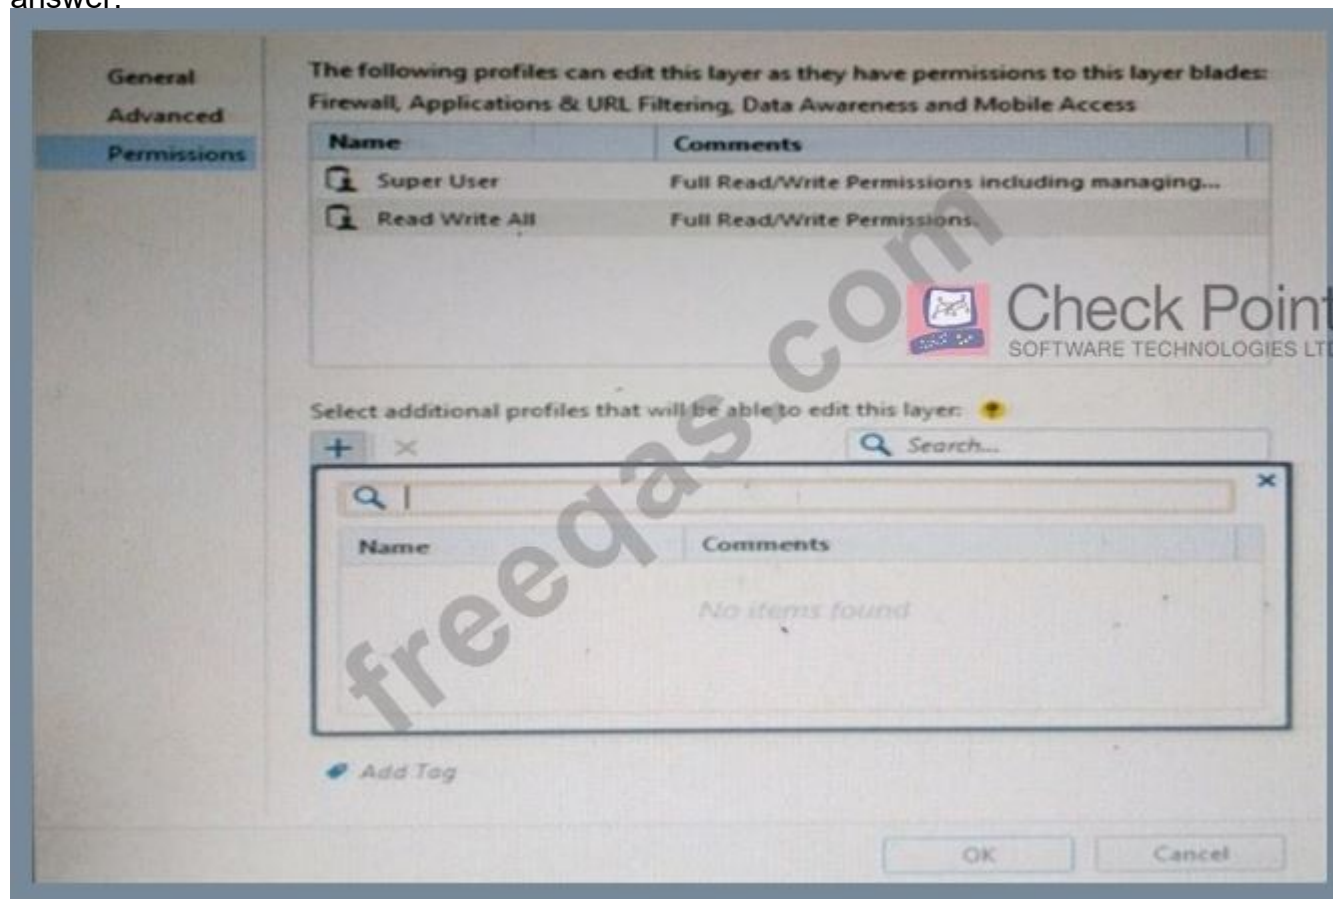 answer.
General
Advanced
Permissions
The following profiles can edit this layer as they have permissions to this layer blades:
Firewall, Applications & URL Filtering, Data Awareness and Mobile Access
Name Comments
Super User Full Read/Write Permissions including managing...
Read Write All Full Read/Write Permissions.
Check Point
SOFTWARE TECHNOLOGIES LTD
Select additional profiles that will be able to edit this layer:
Search...
Name Comments
No items found
Add Tag
OK Cancel
freeqas.com